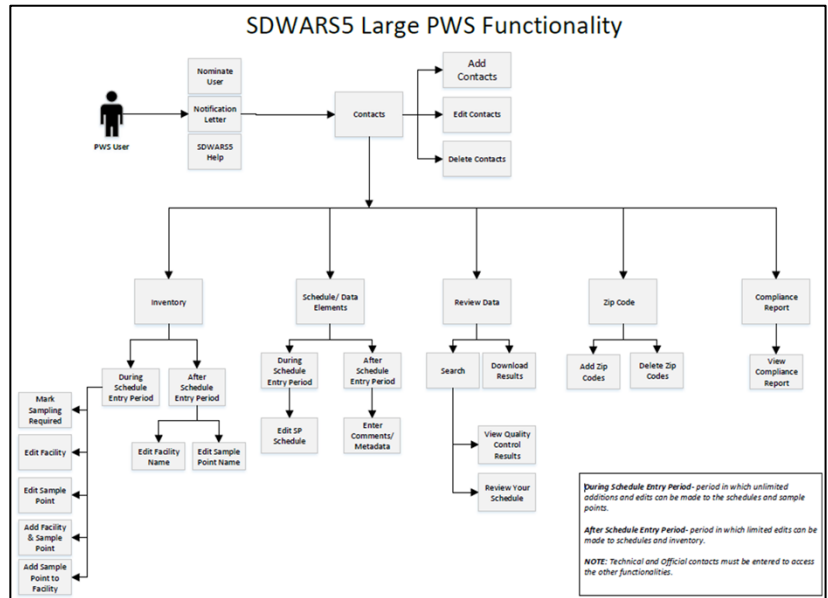 SDWARS5 Large PWS Functionality
Nominate
User
Notification
Letter
SDWARS5
Help
PWS User
Contacts
Add
Contacts
Edit Contacts
Delete Contacts
Inventory
Schedule/ Data
Elements
Review Data
Zip Code
Compliance
Report
During
Schedule
Entry Period
After
Schedule
Entry Period
During
Schedule
Entry Period
After
Schedule
Entry Period
Search
Download
Results
Add Zip
Codes
Delete Zip
Codes
View
Compliance
Report
Mark
Sampling
Required
Edit Facility
Edit Sample
Point
Add Facility
& Sample
Point
Add Sample
Point to
Facility
Edit Facility
Name
Edit Sample
Point Name
Edit SP
Schedule
Enter
Comments/
Metadata
View Quality
Control
Results
Review Your
Schedule
During Schedule Entry Period- period in which unlimited
additions and edits can be made to the schedules and sample
points.
After Schedule Entry Period- period in which limited edits can be
made to schedules and inventory.
NOTE: Technical and Official contacts must be entered to access
the other functionalities.